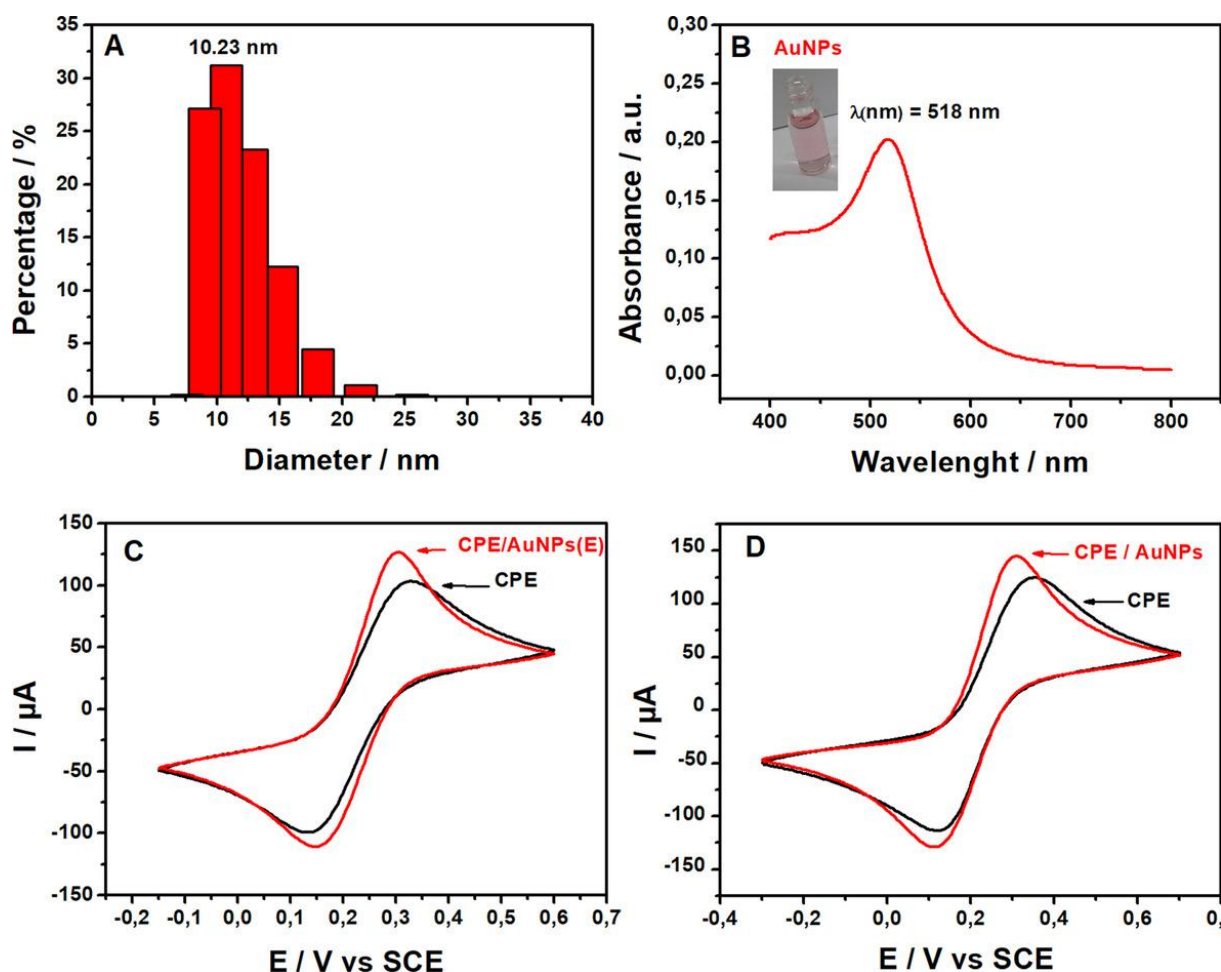 A
10.23 nm
35
30
25
20
15
10
5
0
Percentage / %
0 5 10 15 20 25 30 35 40
Diameter / nm
B
AuNPs
λ(nm) = 518 nm
0,30
0,25
0,20
0,15
0,10
0,05
0,00
Absorbance / a.u.
400 500 600 700 800
Wavelenght / nm
C
CPE/AuNPs(E)
CPE
150
100
50
0
-50
-100
-150
I / µA
-0,2 -0,1 0,0 0,1 0,2 0,3 0,4 0,5 0,6 0,7
E / V vs SCE
D
CPE / AuNPs
CPE
150
100
50
0
-50
-100
-150
I / µA
-0,4 -0,2 0,0 0,2 0,4 0,6
E / V vs SCE